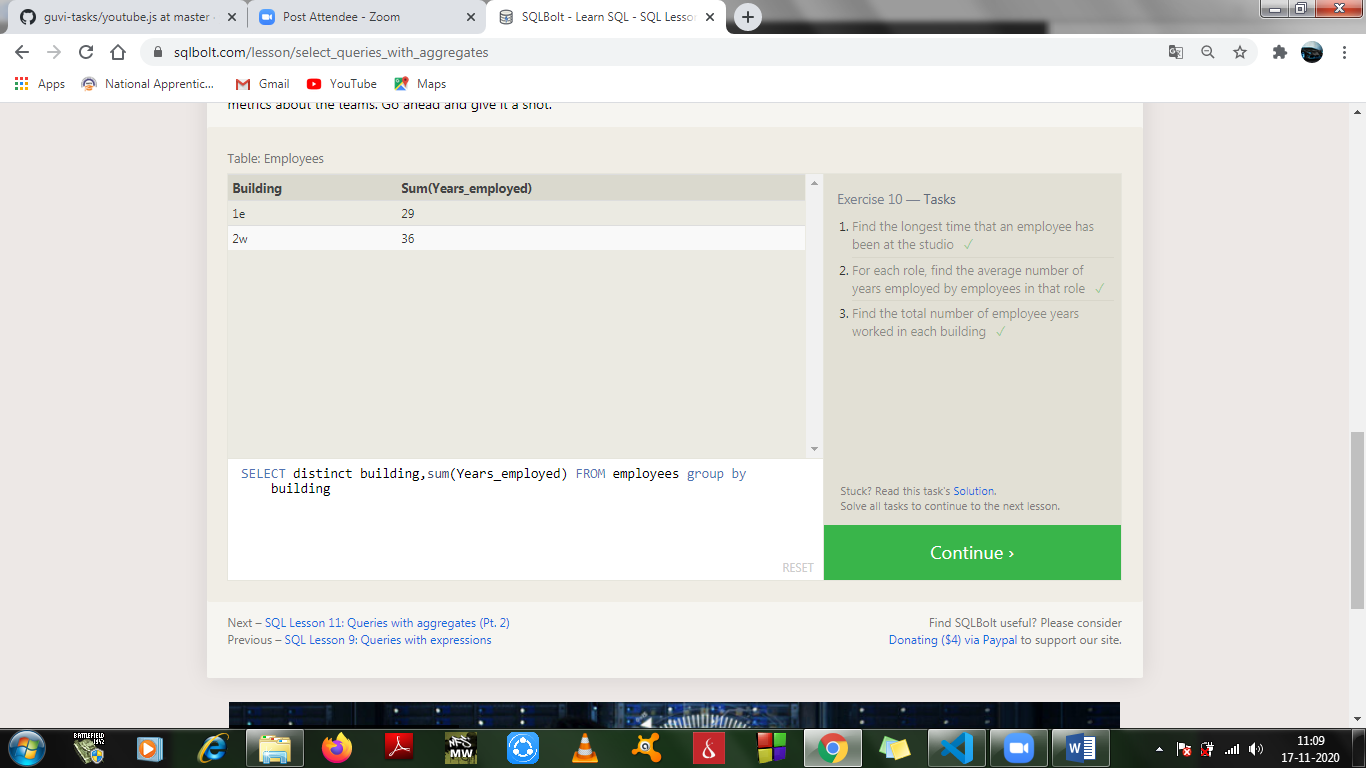 guvi-tasks/youtube.js at master
Post Attendee - Zoom
SQLBolt - Learn SQL - SQL Lesso
sqlbolt.com/lesson/select_queries_with_aggregates
Apps
National Apprentic...
Gmail
YouTube
Maps
metrics about the teams. Go ahead and give it a shot.
Table: Employees
Building Sum(Years_employed)
1e 29
2w 36
Exercise 10 — Tasks
1. Find the longest time that an employee has
been at the studio ✓
2. For each role, find the average number of
years employed by employees in that role ✓
3. Find the total number of employee years
worked in each building ✓
SELECT distinct building,sum(Years_employed) FROM employees group by
building
RESET
Stuck? Read this task's Solution.
Solve all tasks to continue to the next lesson.
Continue ›
Next – SQL Lesson 11: Queries with aggregates (Pt. 2)
Previous – SQL Lesson 9: Queries with expressions
Find SQLBolt useful? Please consider
Donating ($4) via Paypal to support our site.
BATTLEFIELD
1942
NFS
MW
11:09
17-11-2020